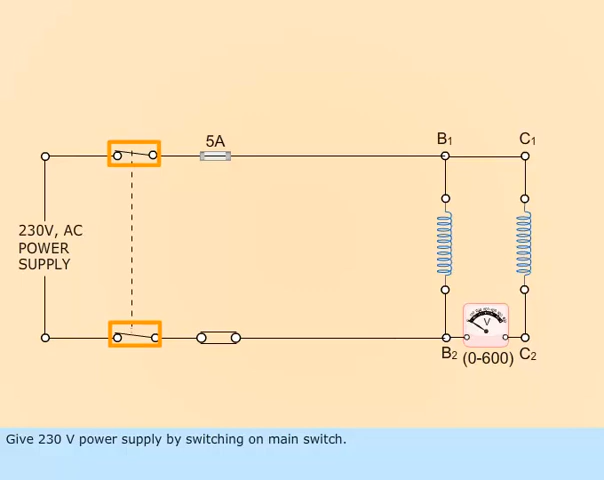 5A
B1
C1
230V, AC
POWER
SUPPLY
V
B2
(0-600)
C2
Give 230 V power supply by switching on main switch.